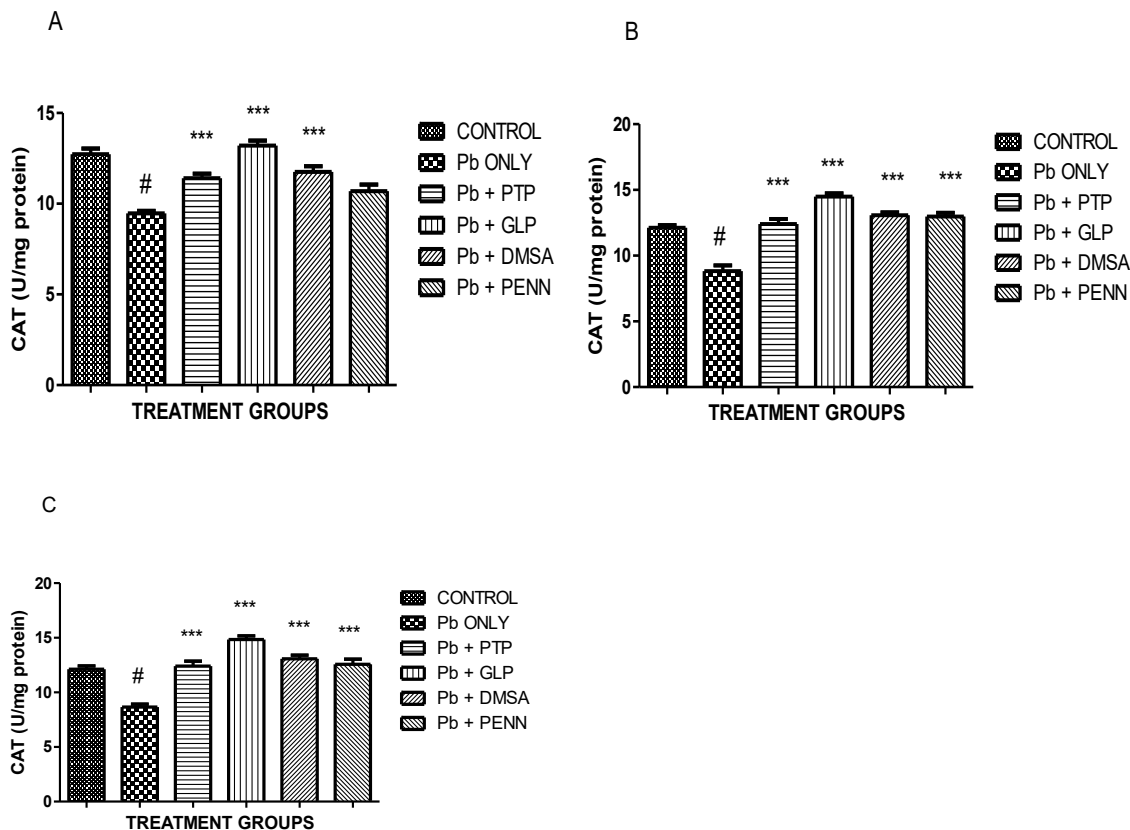 A
CAT (U/mg protein)
15
10
5
0
#
***
***
***
TREATMENT GROUPS
CONTROL
Pb ONLY
Pb + PTP
Pb + GLP
Pb + DMSA
Pb + PENN
B
CAT (U/mg protein)
20
15
10
5
0
#
***
***
***
***
TREATMENT GROUPS
CONTROL
Pb ONLY
Pb + PTP
Pb + GLP
Pb + DMSA
Pb + PENN
C
CAT (U/mg protein)
20
15
10
5
0
#
***
***
***
***
TREATMENT GROUPS
CONTROL
Pb ONLY
Pb + PTP
Pb + GLP
Pb + DMSA
Pb + PENN